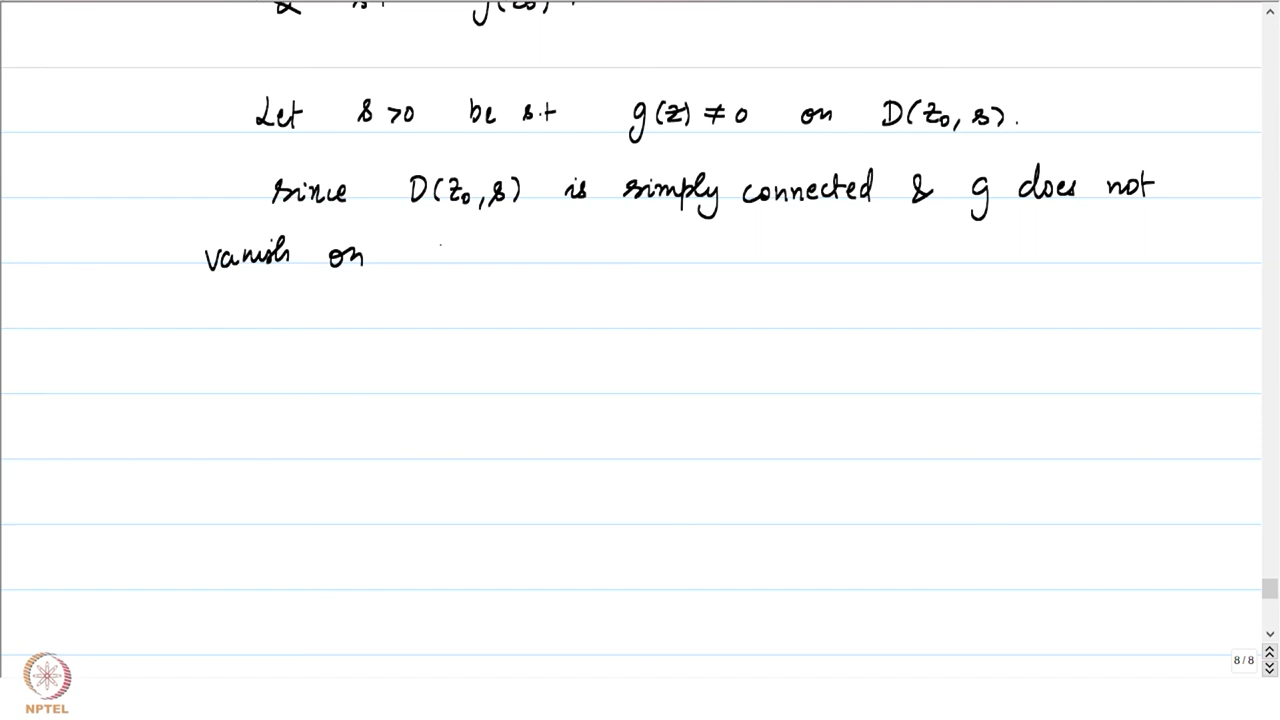 Let s > 0 be s.t g(z) ≠ 0 on D(z₀, s).
since D(z₀, s) is simply connected & g does not
vanish on
8 / 8
NPTEL